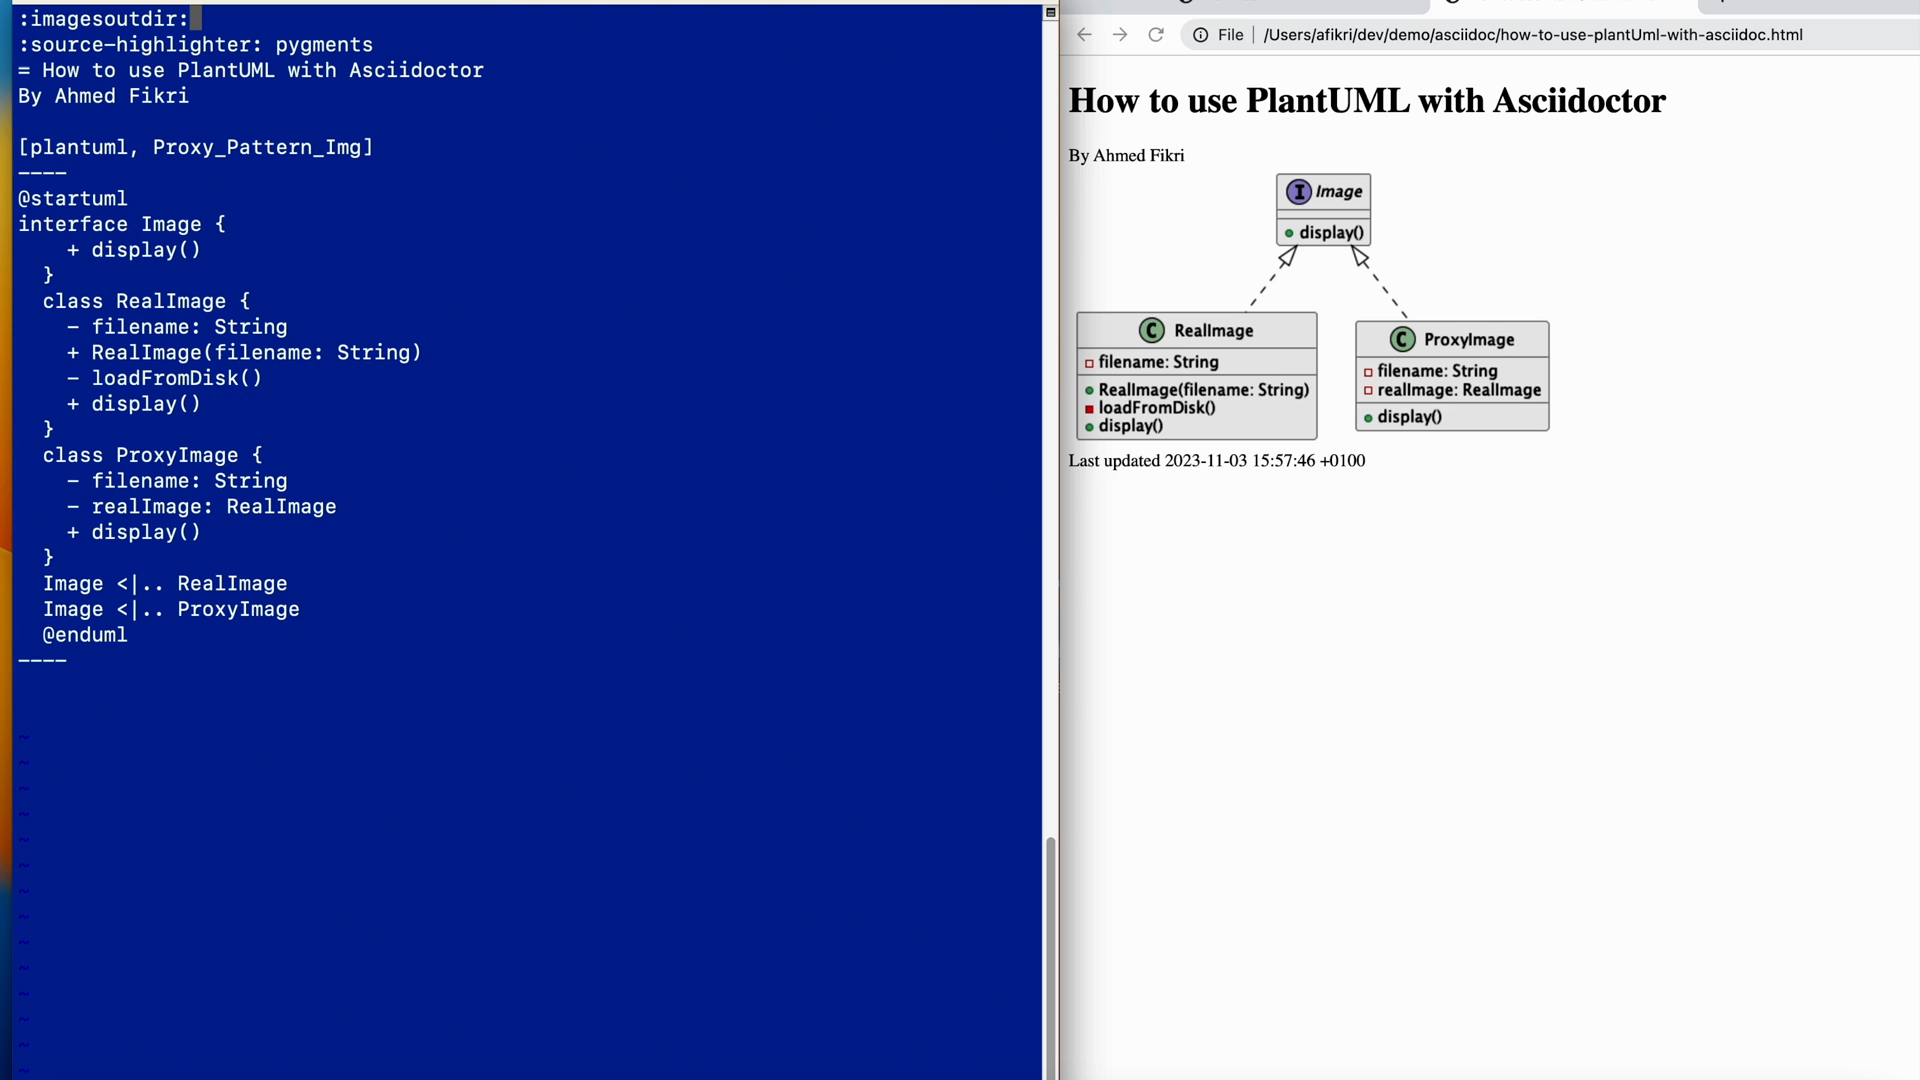 :imagesoutdir:
:source-highlighter: pygments
= How to use PlantUML with Asciidoctor
By Ahmed Fikri
[plantuml, Proxy_Pattern_Img]
----
@startuml
interface Image {
+ display()
}
class RealImage {
- filename: String
+ RealImage(filename: String)
- loadFromDisk()
+ display()
}
class ProxyImage {
- filename: String
- realImage: RealImage
+ display()
}
Image <|.. RealImage
Image <|.. ProxyImage
@enduml
----
~
~
~
~
~
~
~
~
~
~
~
~
~
~
File
/Users/afikri/dev/demo/asciidoc/how-to-use-plantUml-with-asciidoc.html
How to use PlantUML with Asciidoctor
By Ahmed Fikri
I Image
display()
C RealImage
filename: String
RealImage(filename: String)
loadFromDisk()
display()
C ProxyImage
filename: String
realImage: RealImage
display()
Last updated 2023-11-03 15:57:46 +0100